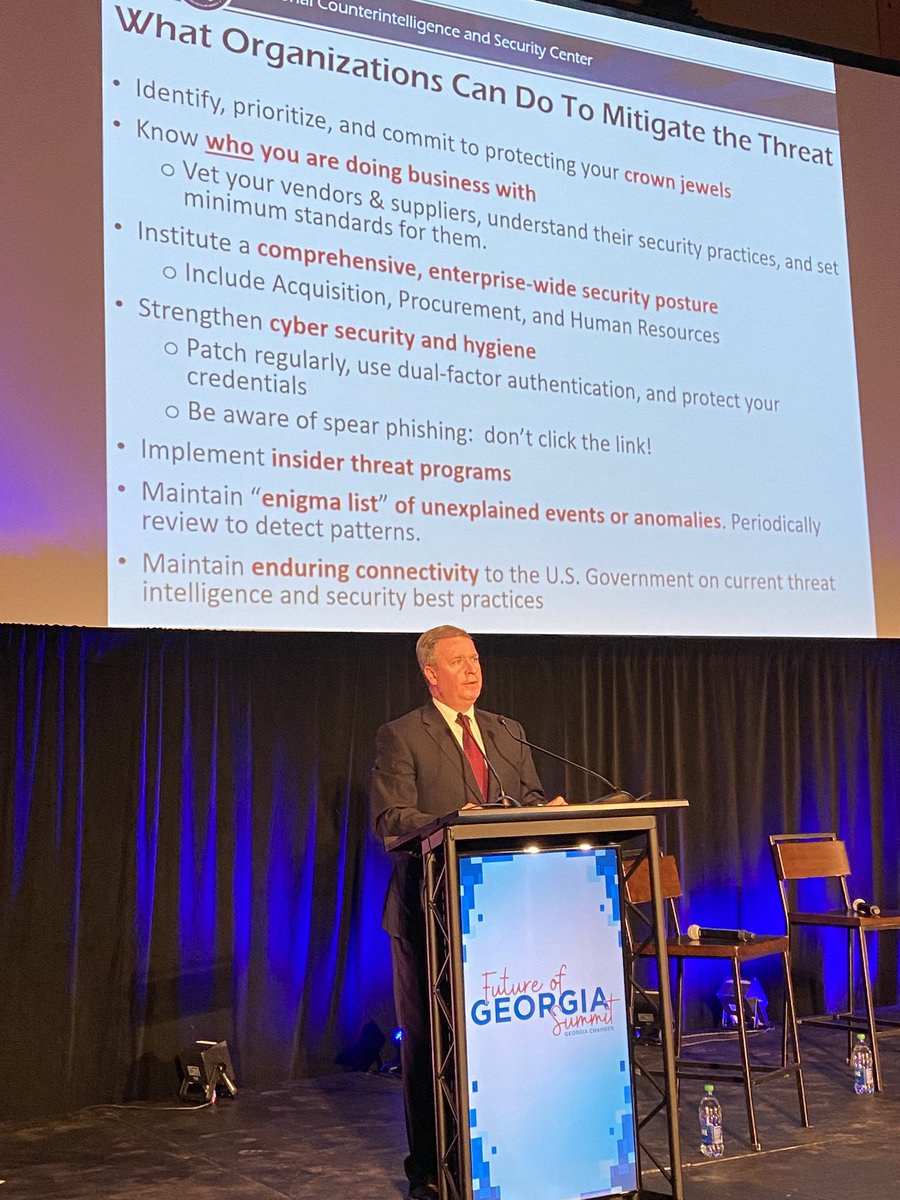 Counterintelligence and Security Center
What Organizations Can Do To Mitigate the Threat
• Identify, prioritize, and commit to protecting your crown jewels
• Know who you are doing business with
o Vet your vendors & suppliers, understand their security practices, and set
minimum standards for them.
• Institute a comprehensive, enterprise-wide security posture
o Include Acquisition, Procurement, and Human Resources
• Strengthen cyber security and hygiene
o Patch regularly, use dual-factor authentication, and protect your
credentials
o Be aware of spear phishing: don't click the link!
• Implement insider threat programs
• Maintain “enigma list” of unexplained events or anomalies. Periodically
review to detect patterns.
• Maintain enduring connectivity to the U.S. Government on current threat
intelligence and security best practices
Future of
GEORGIA
Summit
GEORGIA CHAMBER